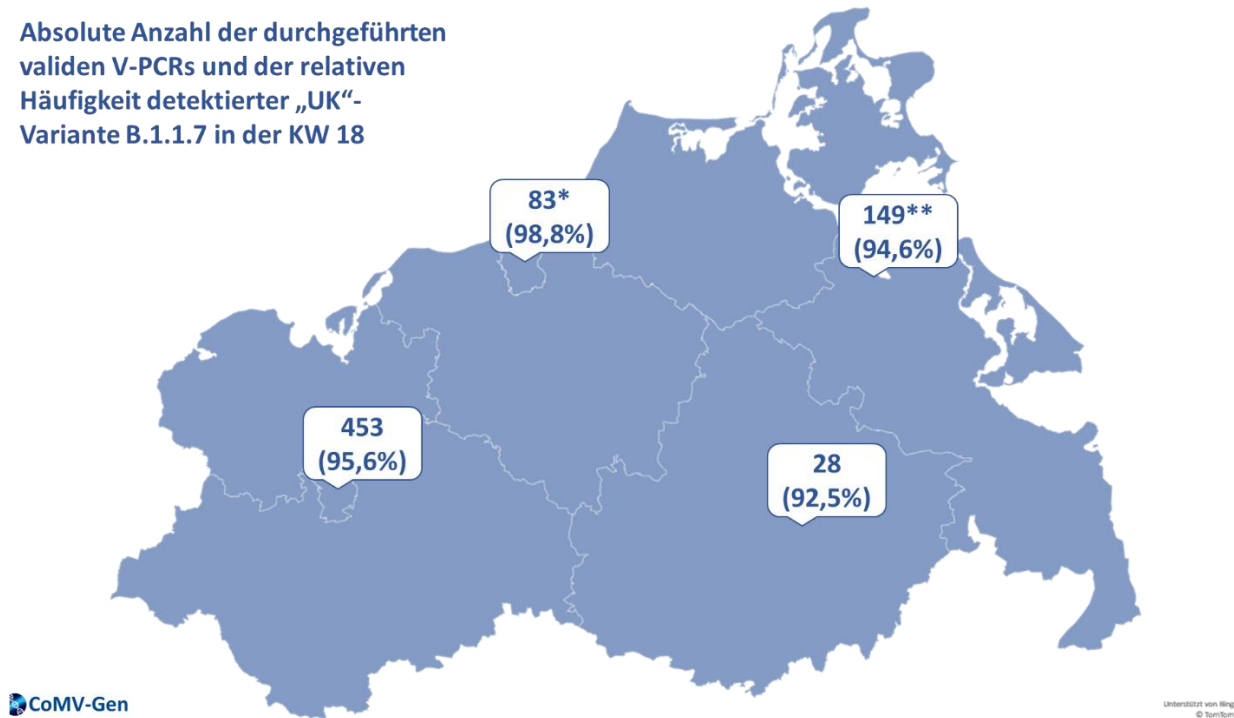 Absolute Anzahl der durchgeführten
validen V-PCRs und der relativen
Häufigkeit detektierter „UK“-
Variante B.1.1.7 in der KW 18
83*
(98,8%)
149**
(94,6%)
453
(95,6%)
28
(92,5%)
CoMV-Gen
Unterstützt von Bing
© TomTom